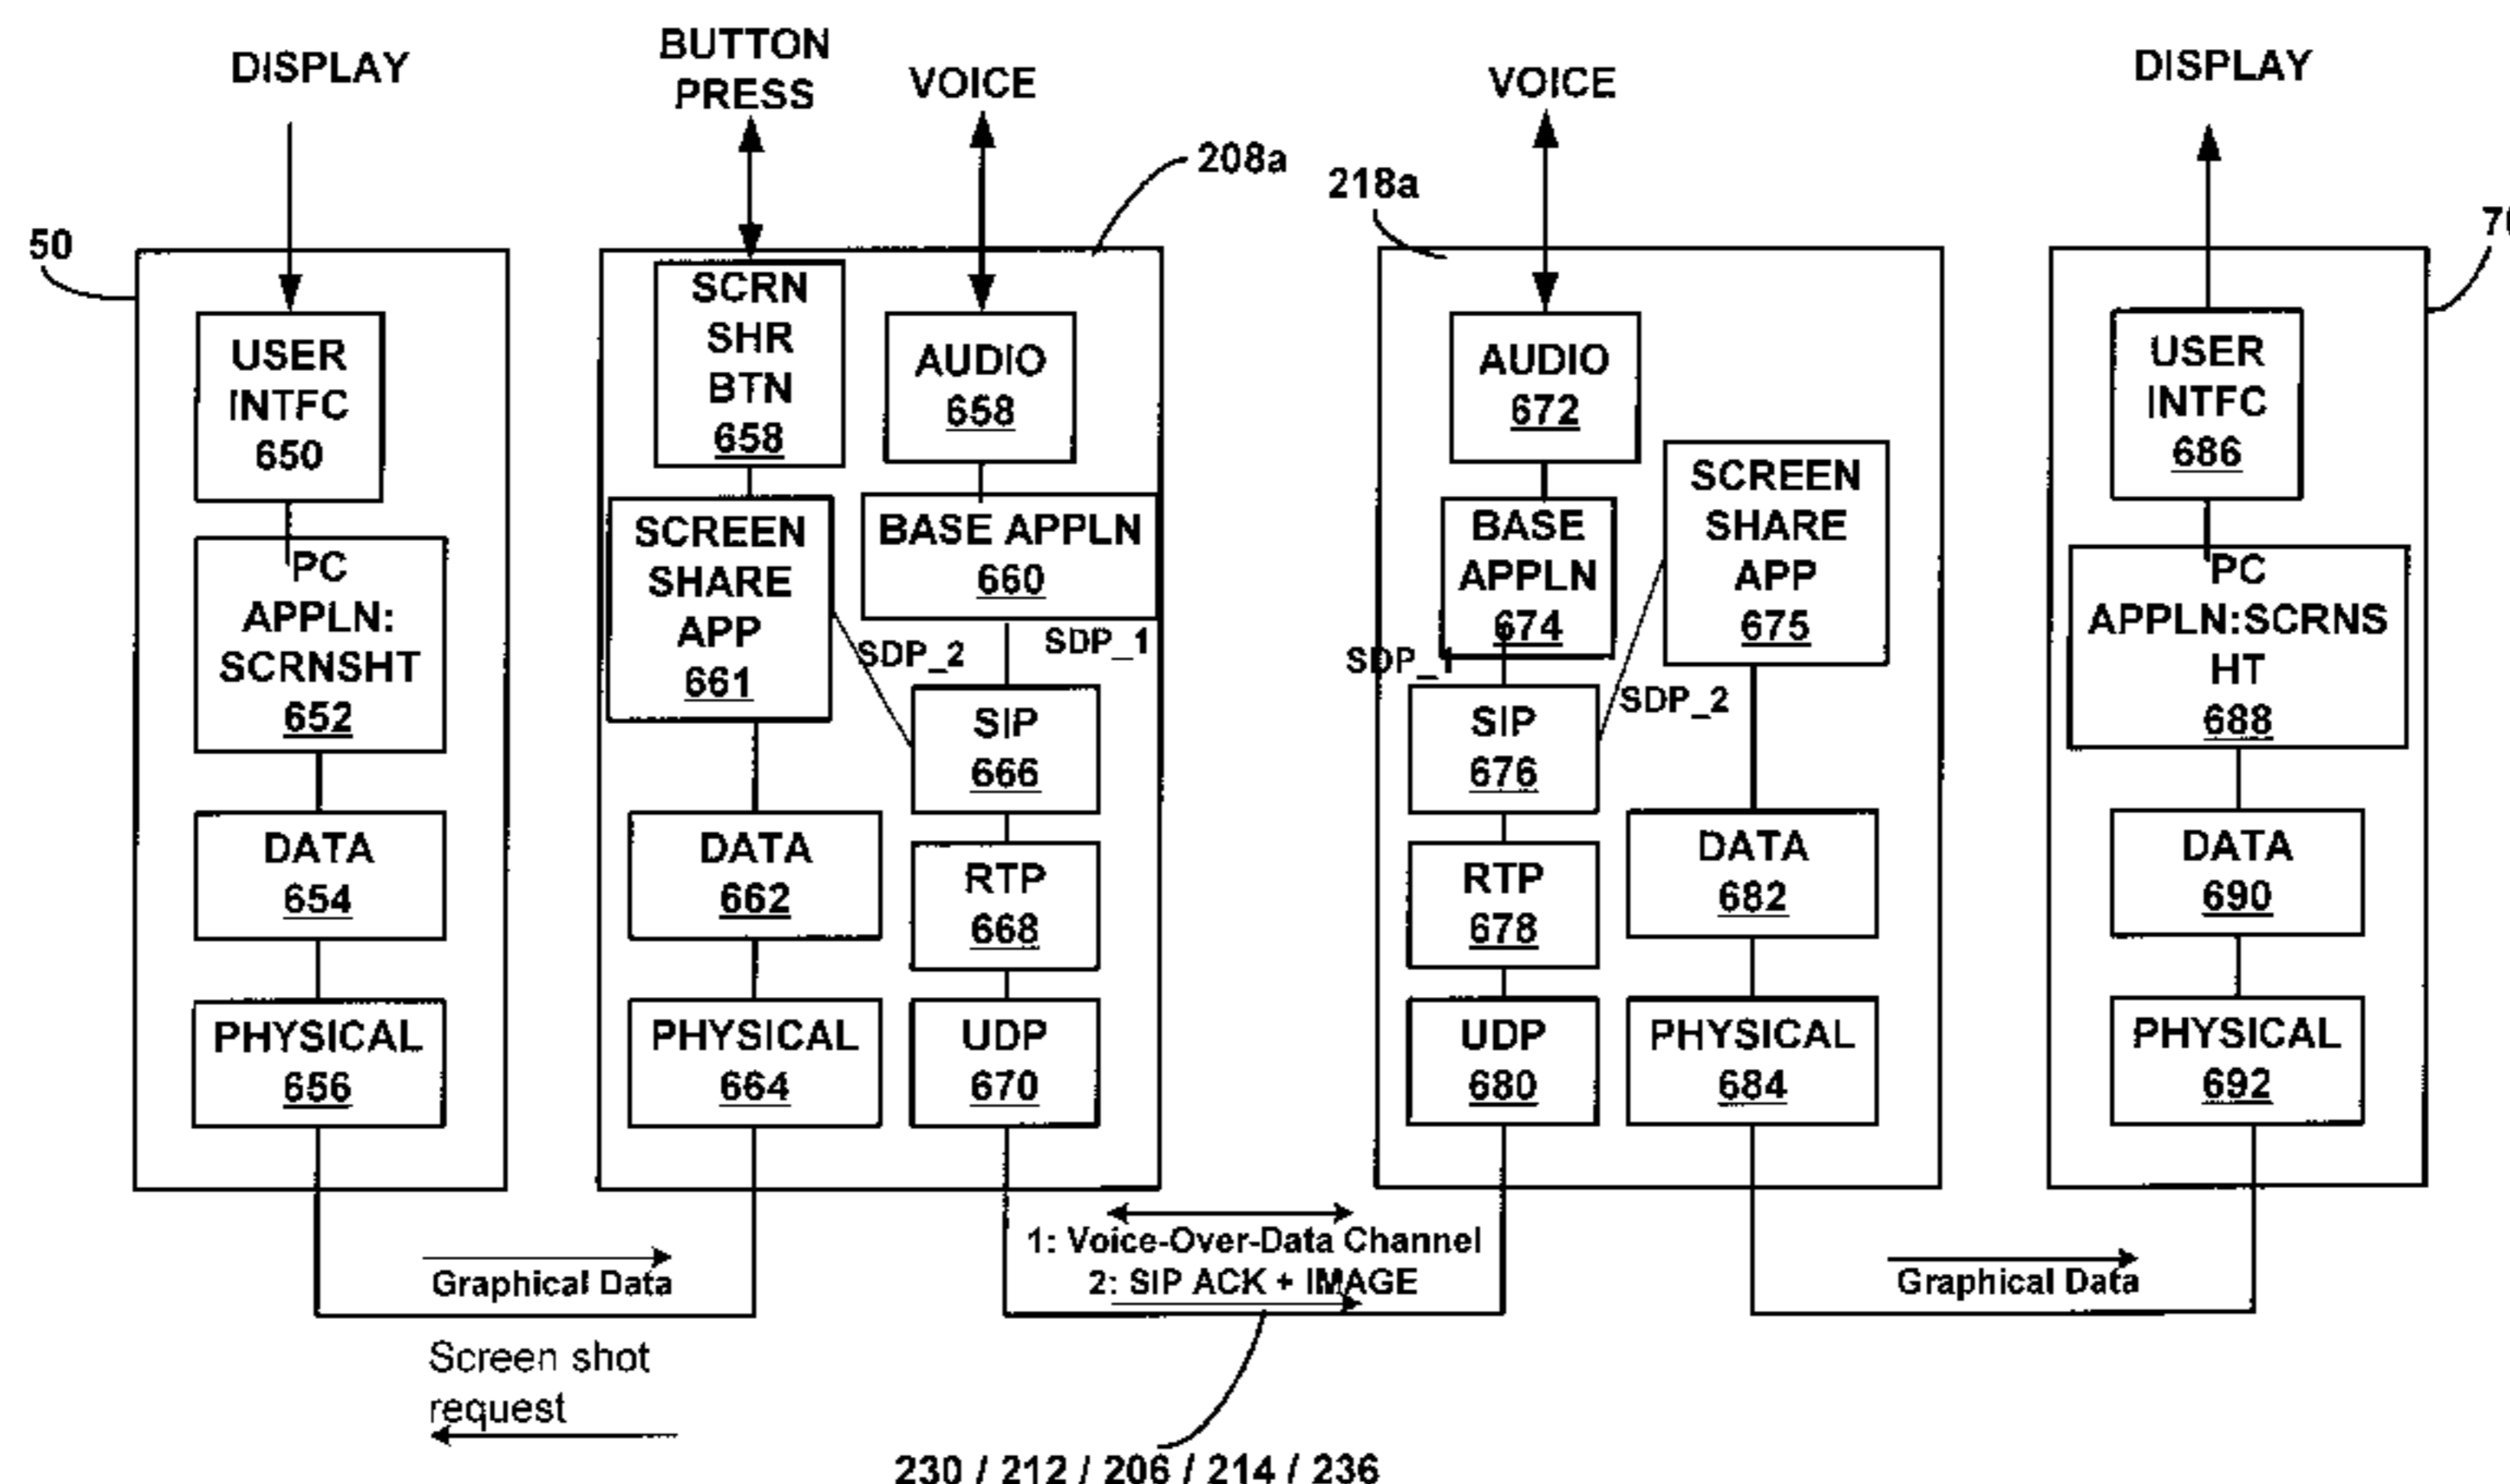 DISPLAY
BUTTON
PRESS
VOICE
VOICE
DISPLAY
208a
218a
50
USER
INTFC
650
PC
APPLN:
SCRNSHT
652
DATA
654
PHYSICAL
656
SCRN
SHR
BTN
658
SCREEN
SHARE
APP
661
DATA
662
PHYSICAL
664
AUDIO
658
BASE APPLN
660
SDP_2
SDP_1
SIP
666
RTP
668
UDP
670
AUDIO
672
BASE
APPLN
674
SDP_1
SIP
676
RTP
678
UDP
680
SCREEN
SHARE
APP
675
SDP_2
DATA
682
PHYSICAL
684
USER
INTFC
686
PC
APPLN:SCRNS
HT
688
DATA
690
PHYSICAL
692
Graphical Data
Screen shot
request
1: Voice-Over-Data Channel
2: SIP ACK + IMAGE
Graphical Data
230 / 212 / 206 / 214 / 236